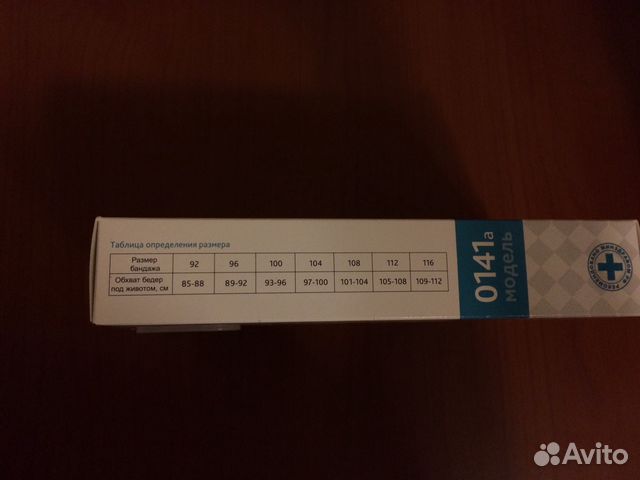 Таблица определения размера
Размер бандажа 92 96 100 104 108 112 116
Обхват бедер под животом, см 85-88 89-92 93-96 97-100 101-104 105-108 109-112
0141а
модель
Avito